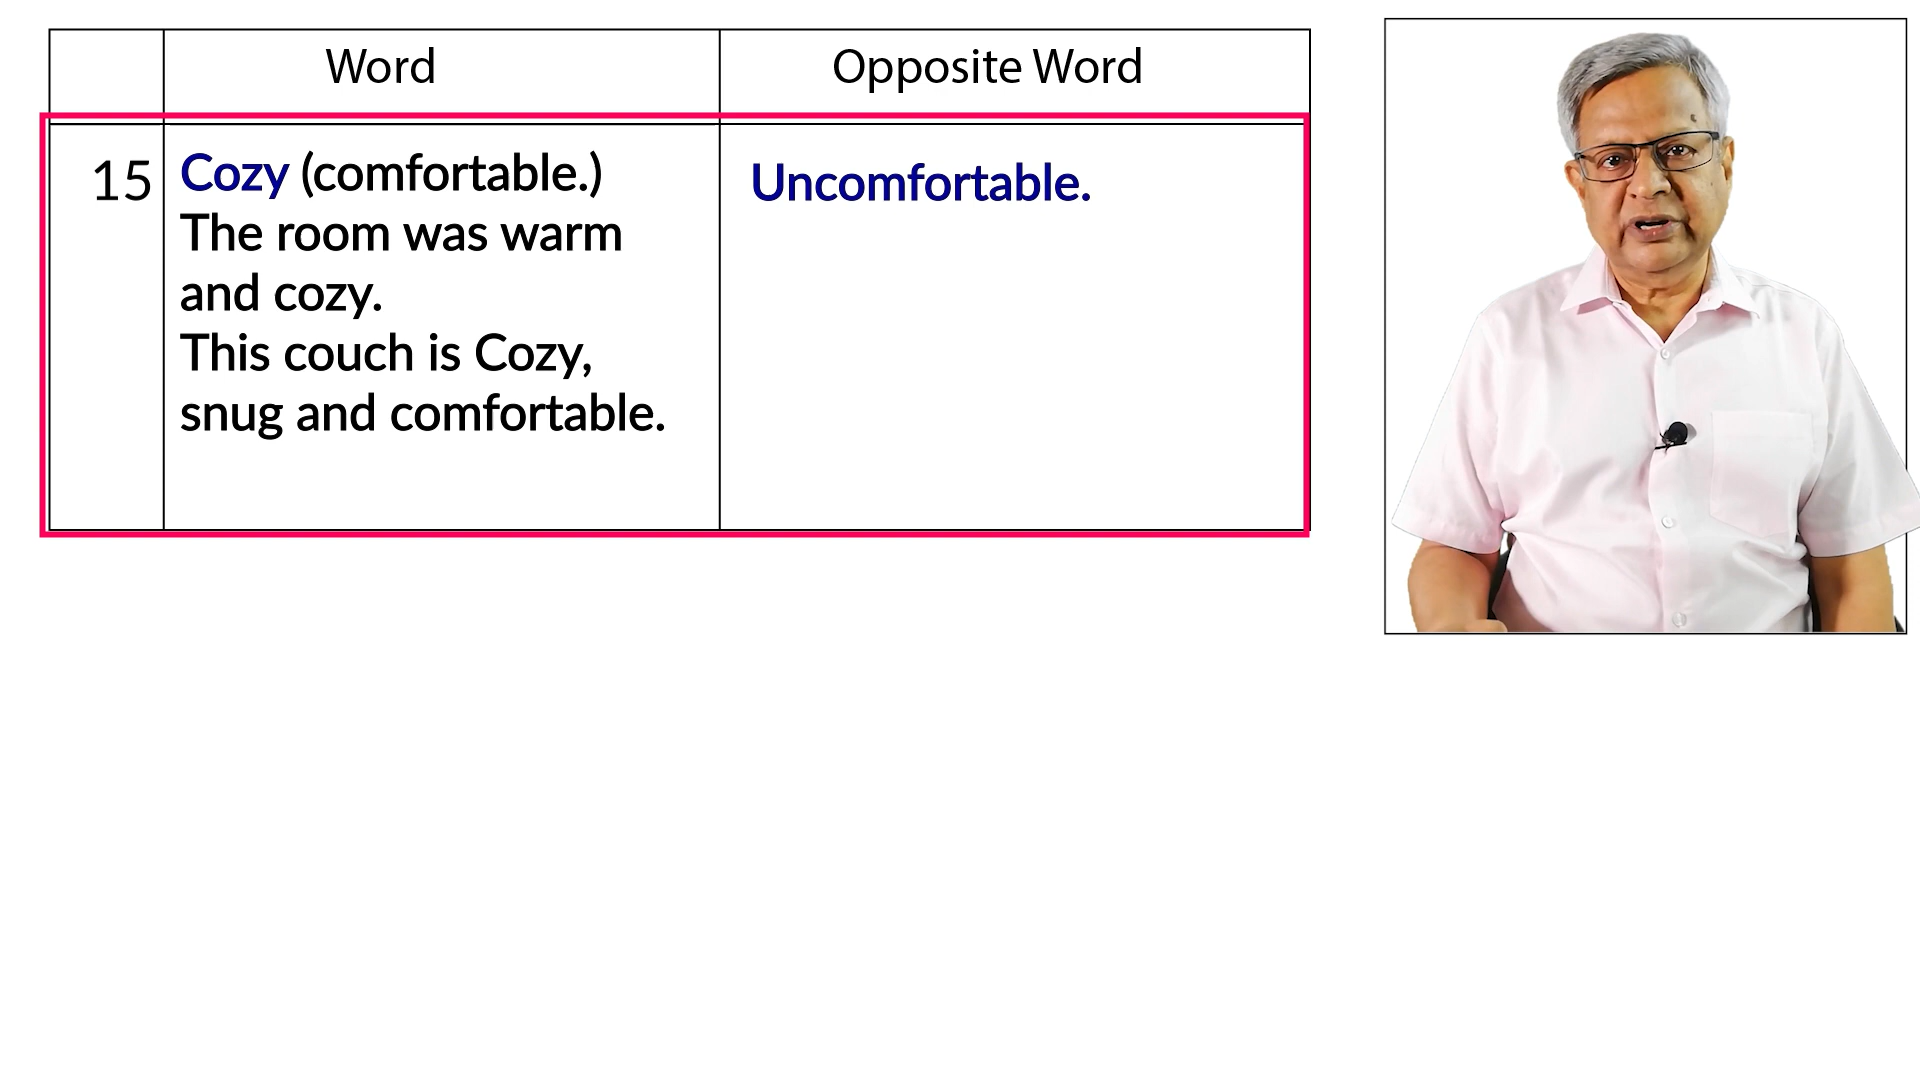 Word
Opposite Word
15
Cozy (comfortable.)
The room was warm
and cozy.
This couch is Cozy,
snug and comfortable.
Uncomfortable.